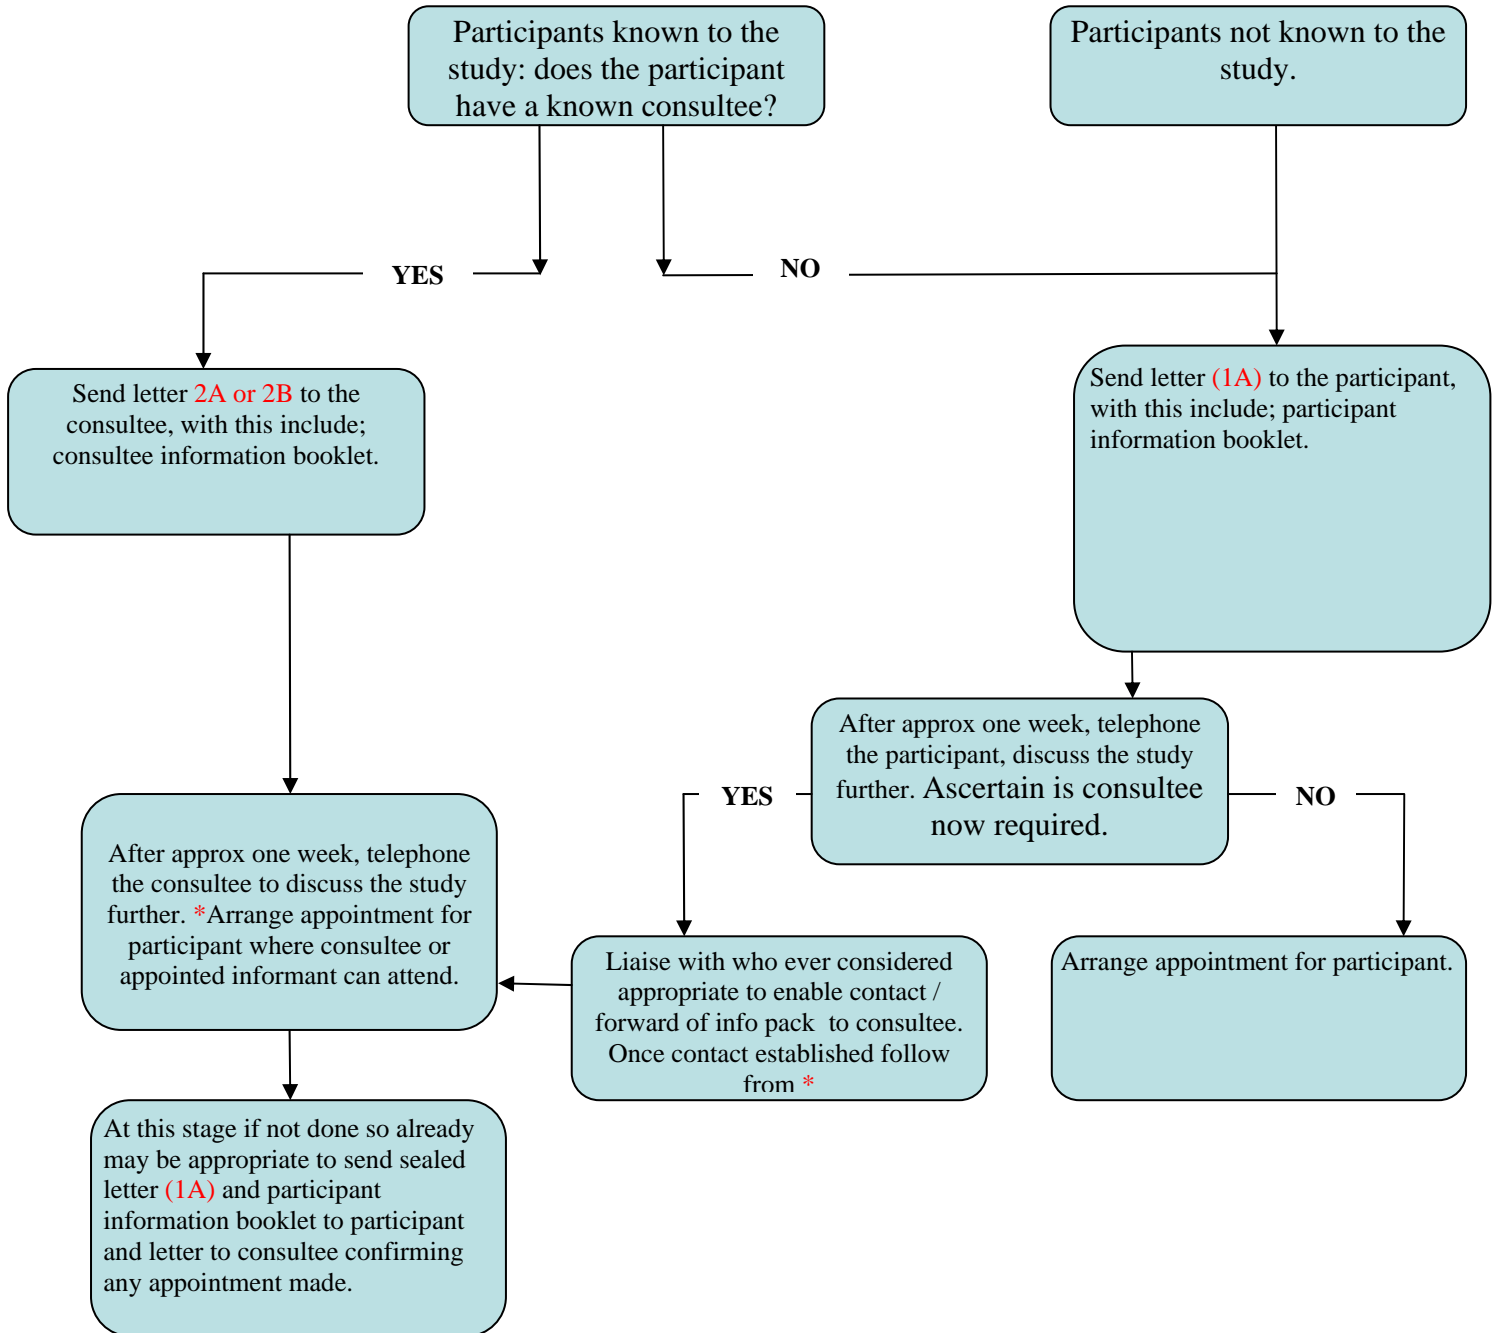 Participants known to the
study: does the participant
have a known consultee?
Participants not known to the
study.
YES
NO
Send letter 2A or 2B to the
consultee, with this include;
consultee information booklet.
Send letter (1A) to the participant,
with this include; participant
information booklet.
After approx one week, telephone
the participant, discuss the study
further. Ascertain is consultee
now required.
YES
NO
After approx one week, telephone
the consultee to discuss the study
further. *Arrange appointment for
participant where consultee or
appointed informant can attend.
Liaise with who ever considered
appropriate to enable contact /
forward of info pack to consultee.
Once contact established follow
from *
Arrange appointment for participant.
At this stage if not done so already
may be appropriate to send sealed
letter (1A) and participant
information booklet to participant
and letter to consultee confirming
any appointment made.